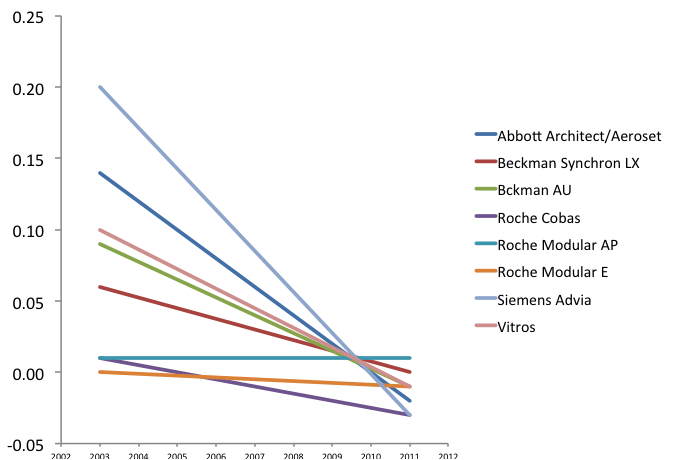 0.25
0.20
0.15
0.10
0.05
0.00
-0.05
2002 2003 2004 2005 2006 2007 2008 2009 2010 2011 2012
Abbott Architect/Aeroset
Beckman Synchron LX
Bckman AU
Roche Cobas
Roche Modular AP
Roche Modular E
Siemens Advia
Vitros